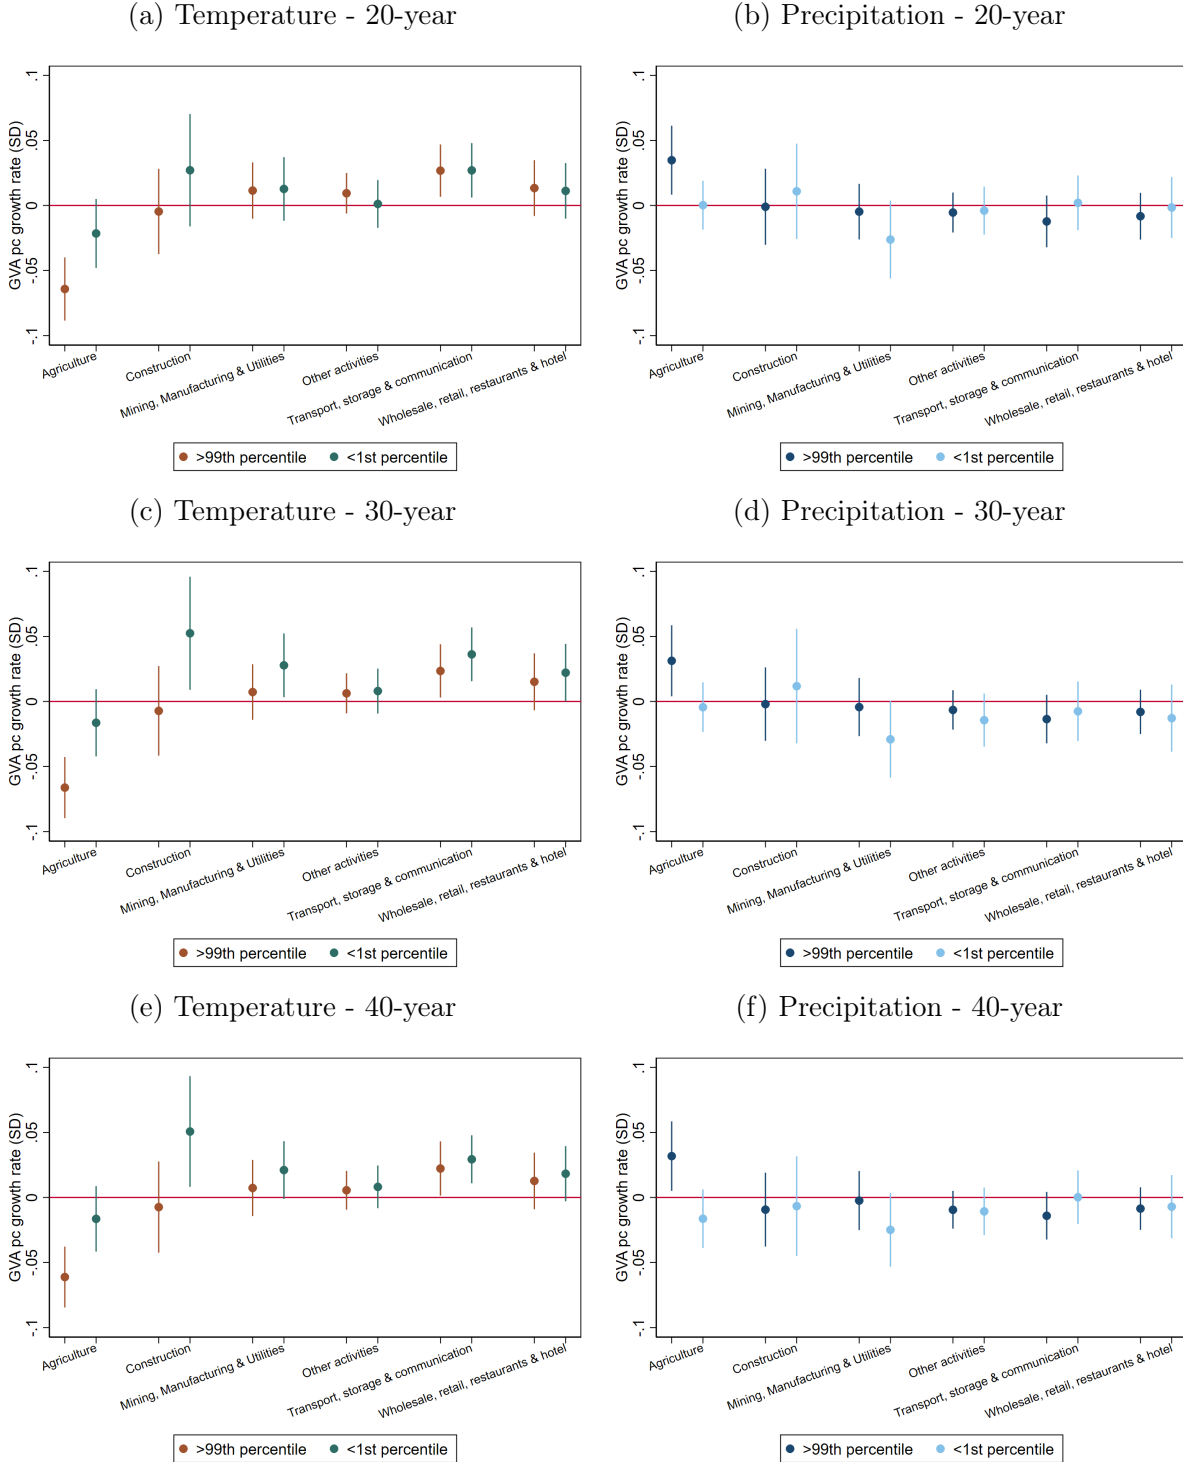 (a) Temperature - 20-year
(b) Precipitation - 20-year
GVA pc growth rate (SD)
.1
.05
0
-.05
-.1
Agriculture
Construction
Mining, Manufacturing & Utilities
Other activities
Transport, storage & communication
Wholesale, retail, restaurants & hotel
>99th percentile
<1st percentile
GVA pc growth rate (SD)
.1
.05
0
-.05
-.1
Agriculture
Construction
Mining, Manufacturing & Utilities
Other activities
Transport, storage & communication
Wholesale, retail, restaurants & hotel
>99th percentile
<1st percentile
(c) Temperature - 30-year
(d) Precipitation - 30-year
GVA pc growth rate (SD)
.1
.05
0
-.05
-.1
Agriculture
Construction
Mining, Manufacturing & Utilities
Other activities
Transport, storage & communication
Wholesale, retail, restaurants & hotel
>99th percentile
<1st percentile
GVA pc growth rate (SD)
.1
.05
0
-.05
-.1
Agriculture
Construction
Mining, Manufacturing & Utilities
Other activities
Transport, storage & communication
Wholesale, retail, restaurants & hotel
>99th percentile
<1st percentile
(e) Temperature - 40-year
(f) Precipitation - 40-year
GVA pc growth rate (SD)
.1
.05
0
-.05
-.1
Agriculture
Construction
Mining, Manufacturing & Utilities
Other activities
Transport, storage & communication
Wholesale, retail, restaurants & hotel
>99th percentile
<1st percentile
GVA pc growth rate (SD)
.1
.05
0
-.05
-.1
Agriculture
Construction
Mining, Manufacturing & Utilities
Other activities
Transport, storage & communication
Wholesale, retail, restaurants & hotel
>99th percentile
<1st percentile